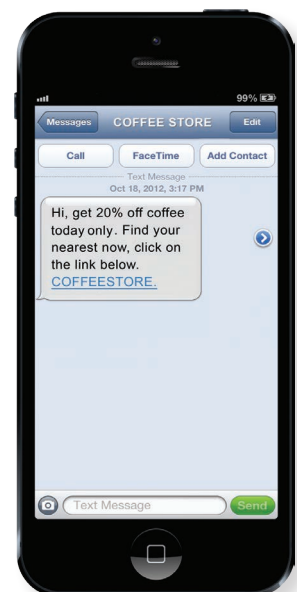 99%
Messages COFFEE STORE Edit
Call FaceTime Add Contact
Text Message
Oct 18, 2012, 3:17 PM
Hi, get 20% off coffee
today only. Find your
nearest now, click on
the link below.
COFFEESTORE.
Text Message Send